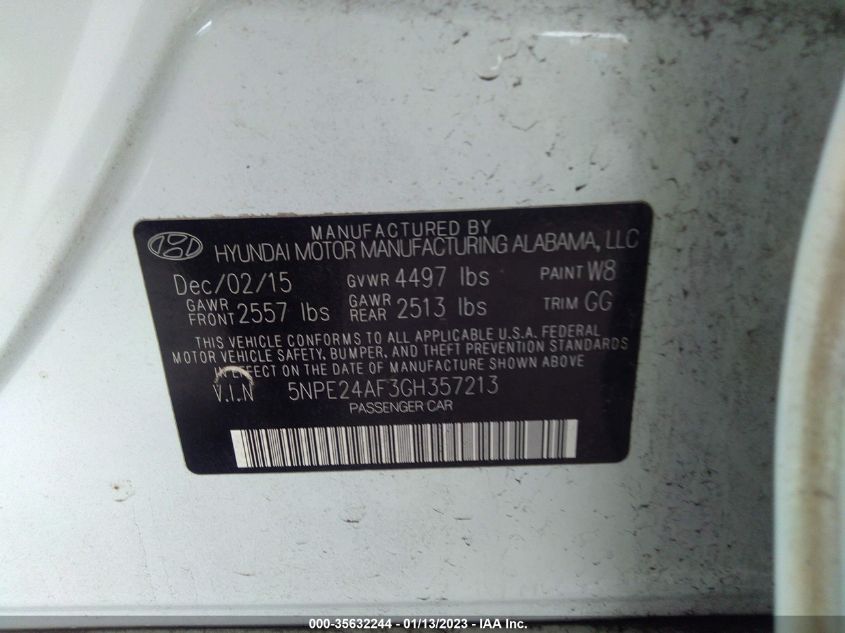 MANUFACTURED BY
HYUNDAI MOTOR MANUFACTURING ALABAMA, LLC
Dec/02/15 GVWR 4497 lbs PAINT W8
GAWR FRONT 2557 lbs GAWR REAR 2513 lbs TRIM GG
THIS VEHICLE CONFORMS TO ALL APPLICABLE U.S.A. FEDERAL
MOTOR VEHICLE SAFETY, BUMPER, AND THEFT PREVENTION
STANDARDS IN EFFECT ON THE DATE OF MANUFACTURE SHOWN ABOVE.
V.I.N 5NPE24AF3GH357213
PASSENGER CAR
000-35632244 - 01/13/2023 - IAA Inc.